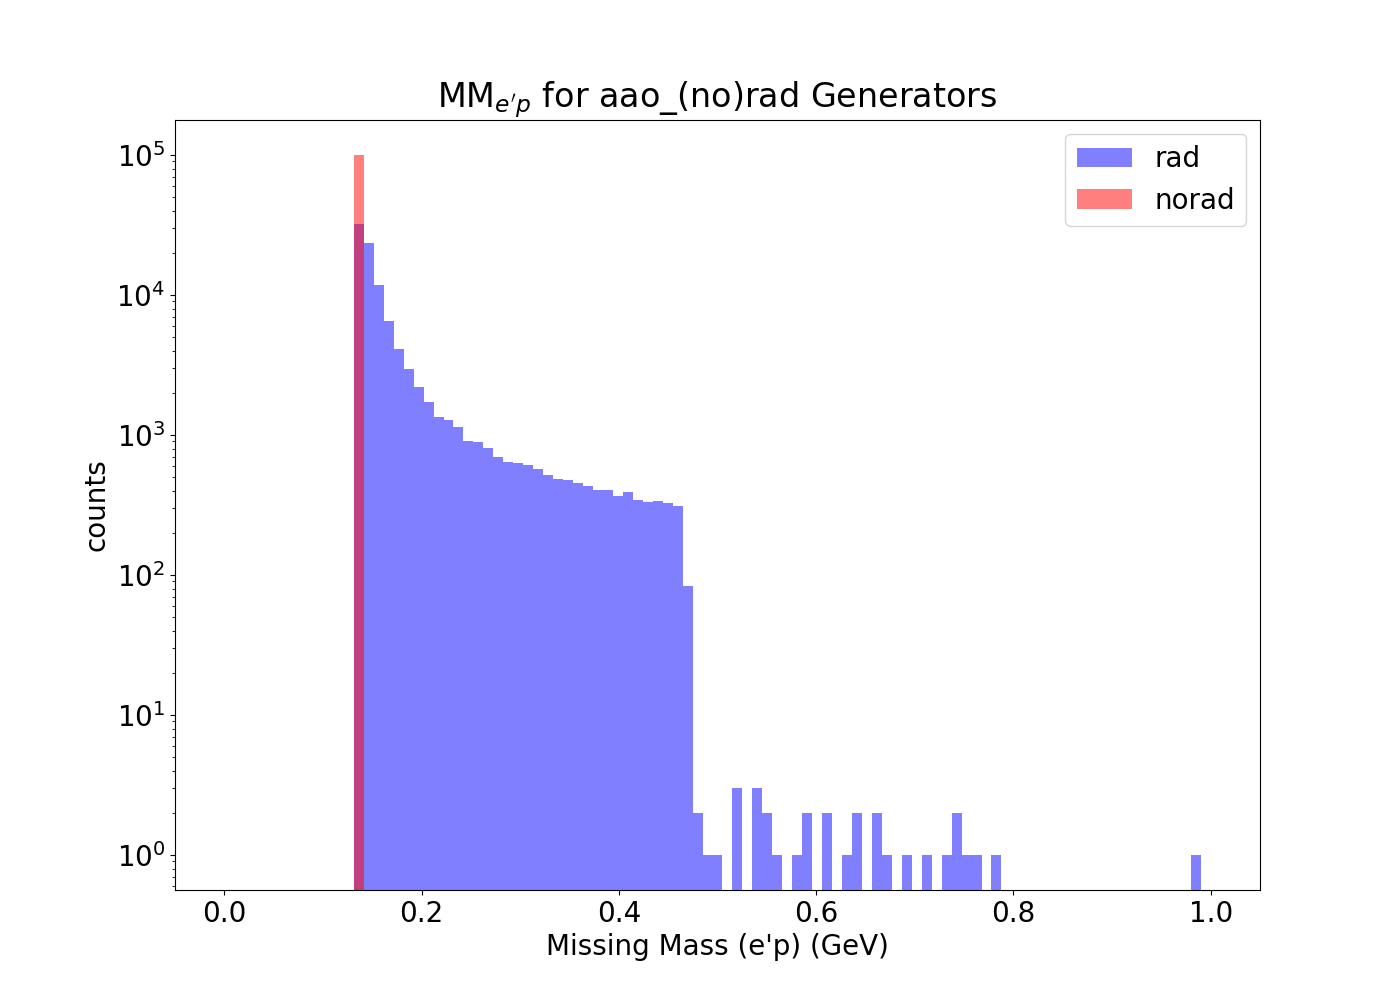 MM_{e'p} for aao_(no)rad Generators
rad
norad
10^5
10^4
10^3
10^2
10^1
10^0
counts
0.0 0.2 0.4 0.6 0.8 1.0
Missing Mass (e'p) (GeV)